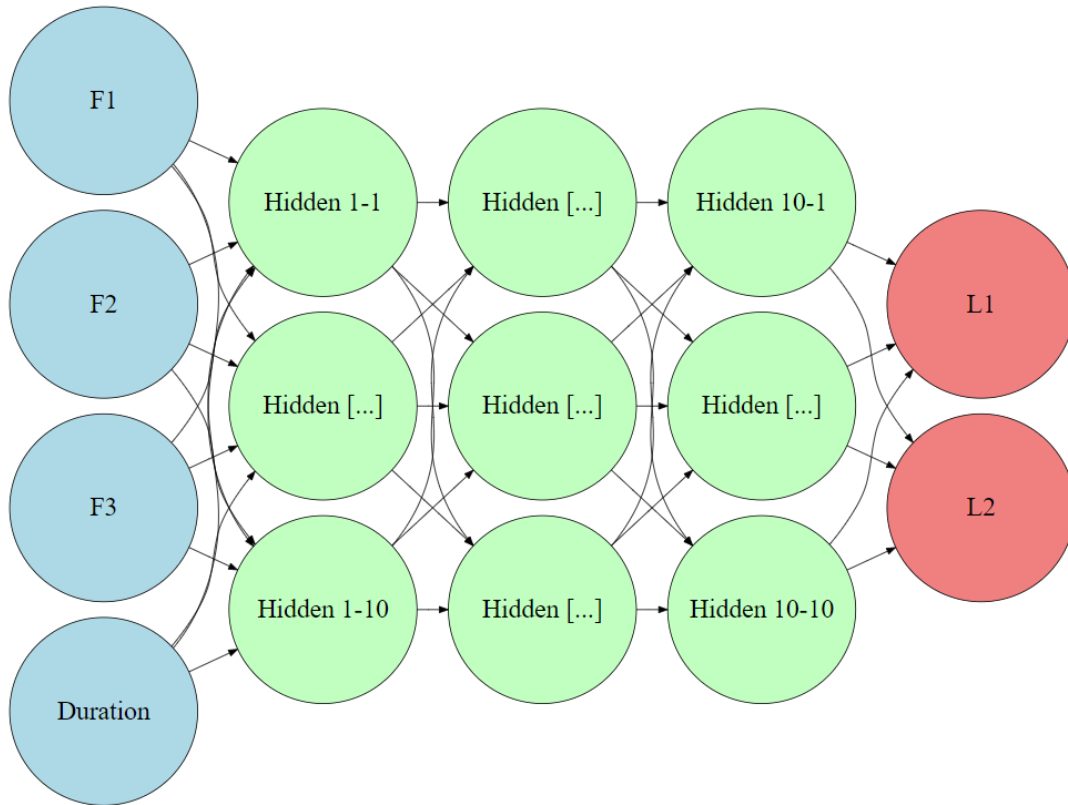 F1
F2
F3
Duration
Hidden 1-1
Hidden [...]
Hidden 1-10
Hidden [...]
Hidden [...]
Hidden [...]
Hidden 10-1
Hidden [...]
Hidden 10-10
L1
L2